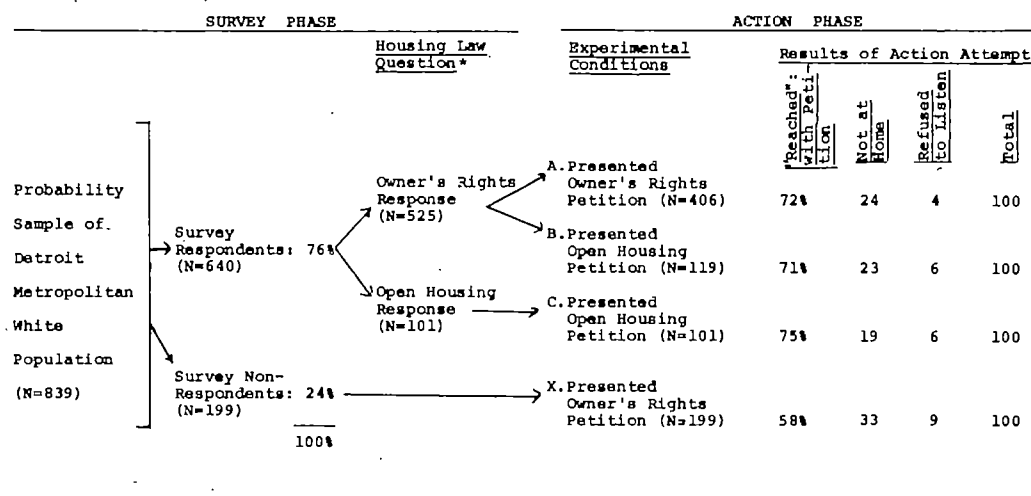 SURVEY PHASE
ACTION PHASE
Housing Law
Question*
Experimental
Conditions
Results of Action Attempt
"Reached":
with Peti-
tion
Not at
Home
Refused
to Listen
Total
Probability
Sample of.
Detroit
Metropolitan
White
Population
(N=839)
Survey
Respondents: 76%
(N=640)
Survey Non-
Respondents: 24%
(N=199)
100%
Owner's Rights
Response
(N=525)
Open Housing
Response
(N=101)
A.Presented
Owner's Rights
Petition (N=406) 72% 24 4 100
B.Presented
Open Housing
Petition (N=119) 71% 23 6 100
C.Presented
Open Housing
Petition (N=101) 75% 19 6 100
X.Presented
Owner's Rights
Petition (N=199) 58% 33 9 100